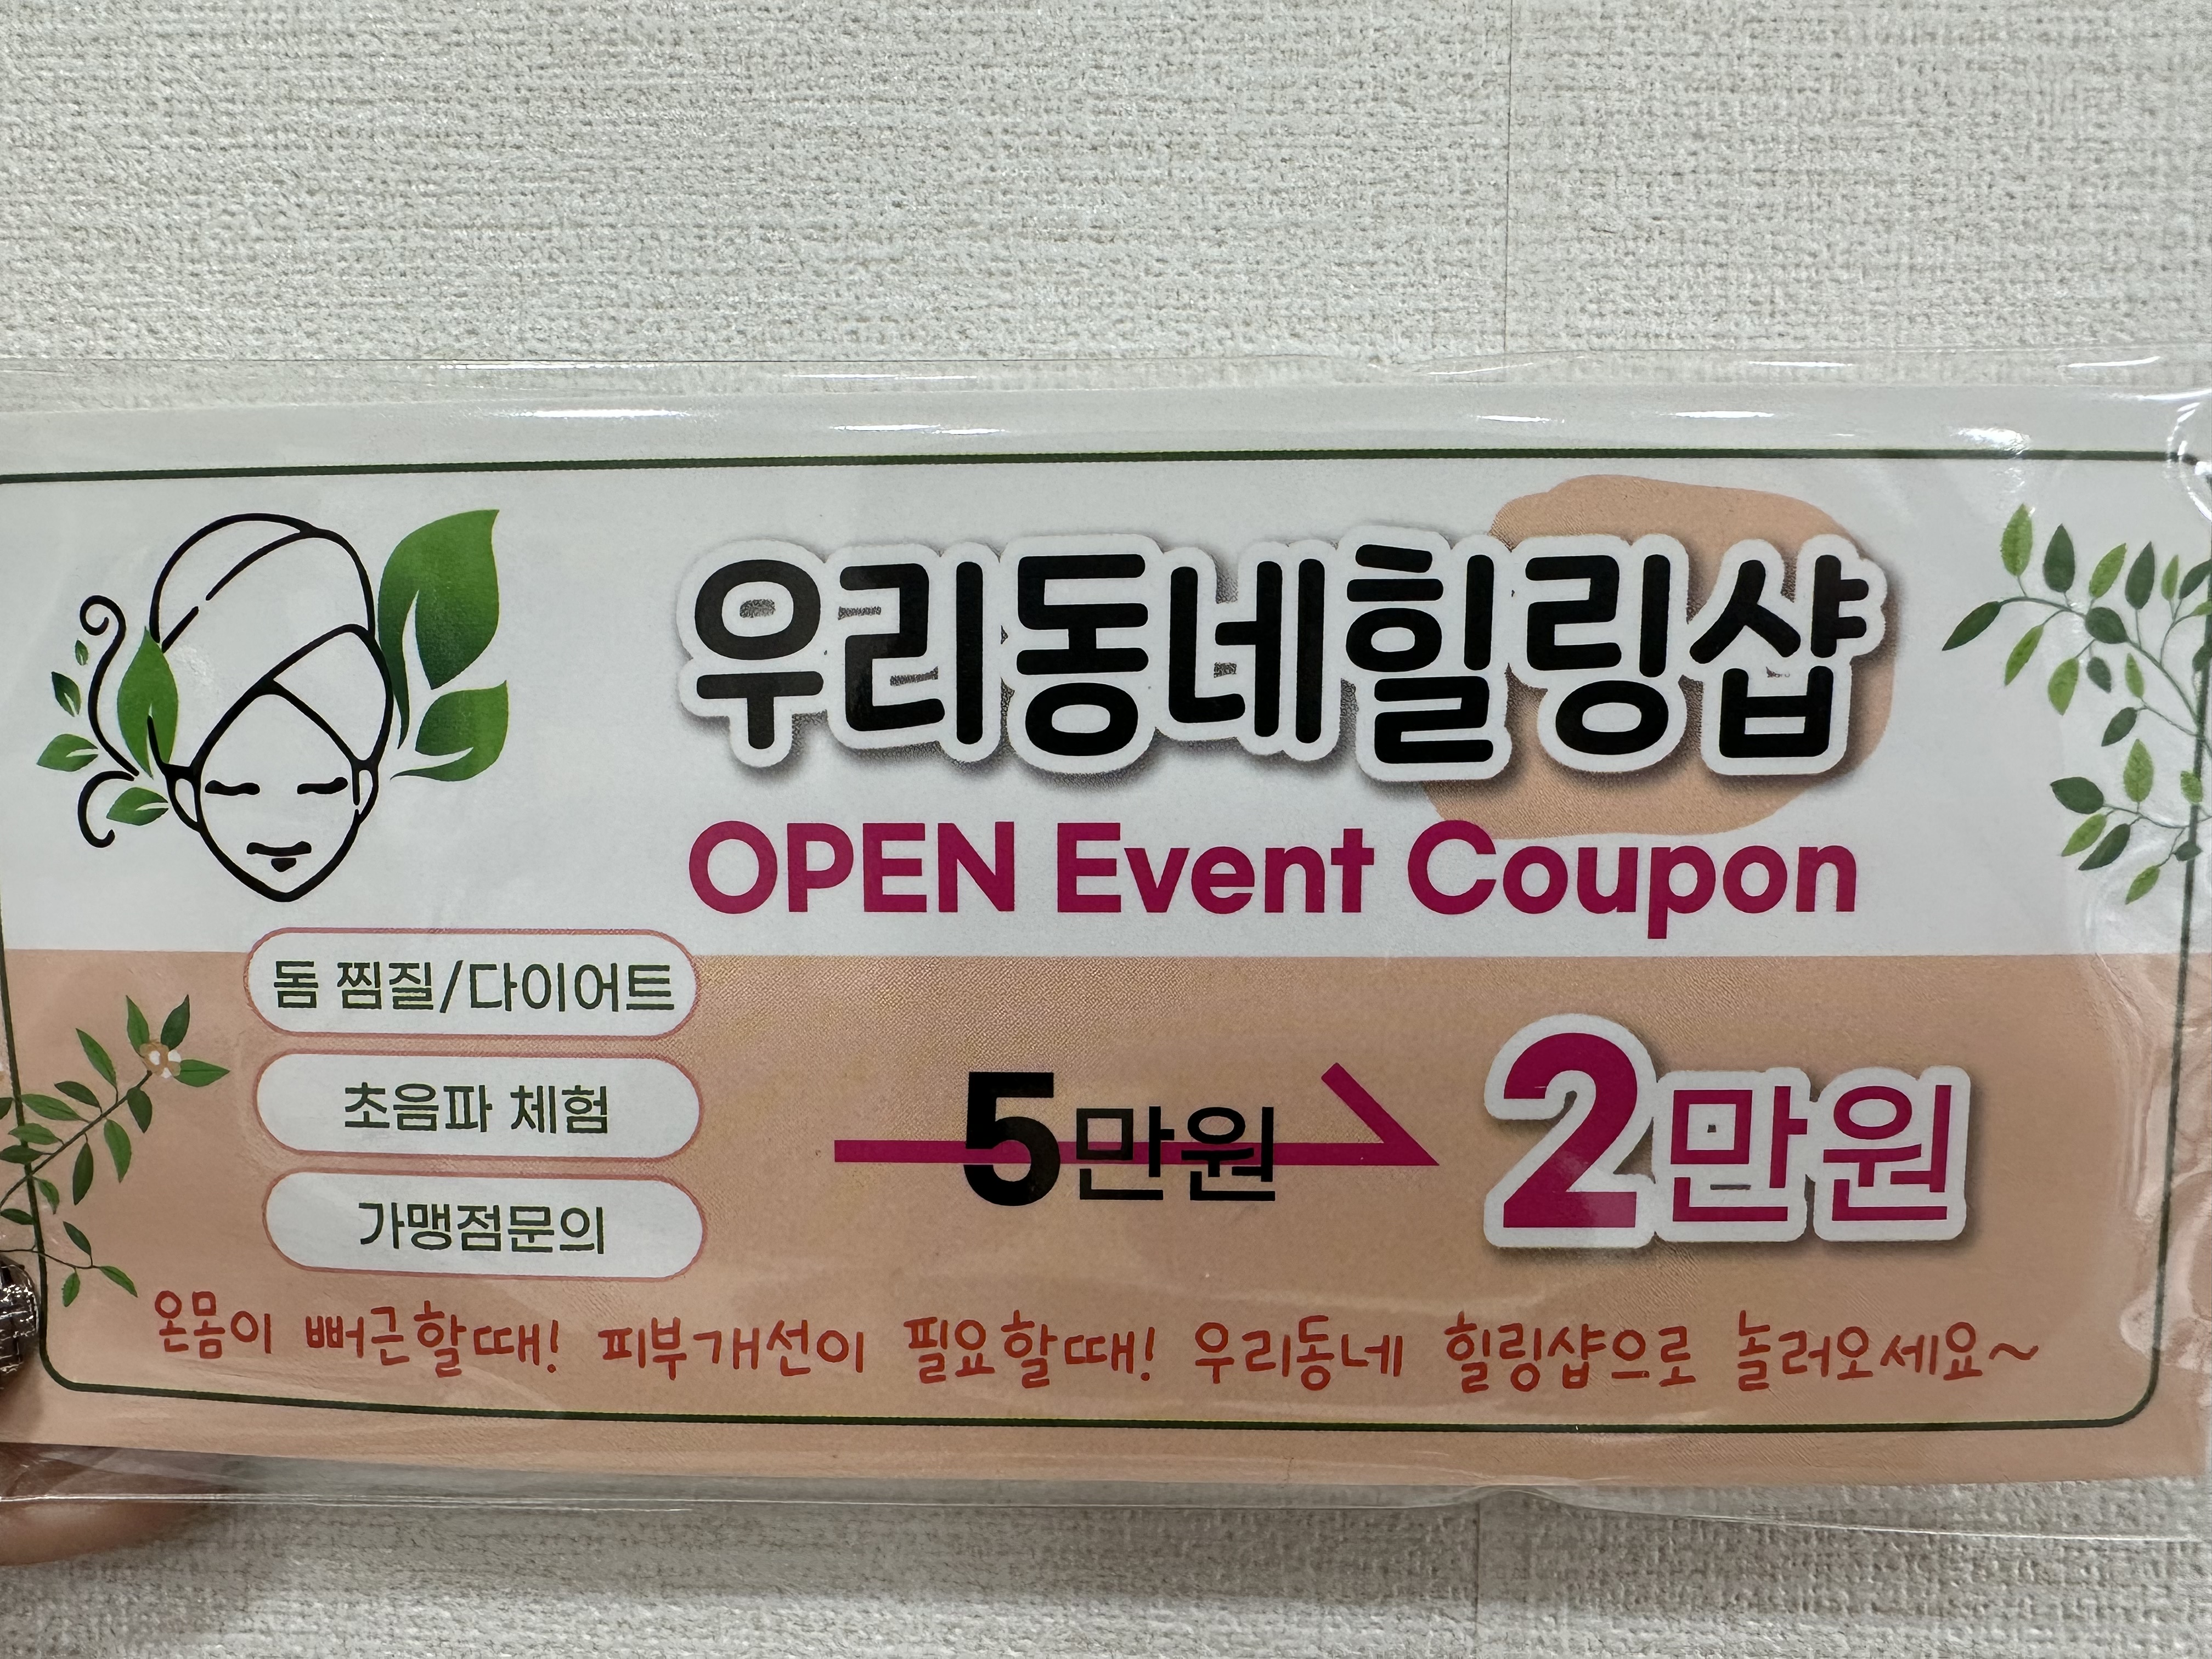 우리동네힐링샵
OPEN Event Coupon
돔 찜질/다이어트
초음파 체험
가맹점문의
5만원
2만원
온몸이 뻐근할때! 피부개선이 필요할때! 우리동네 힐링샵으로 놀러오세요~